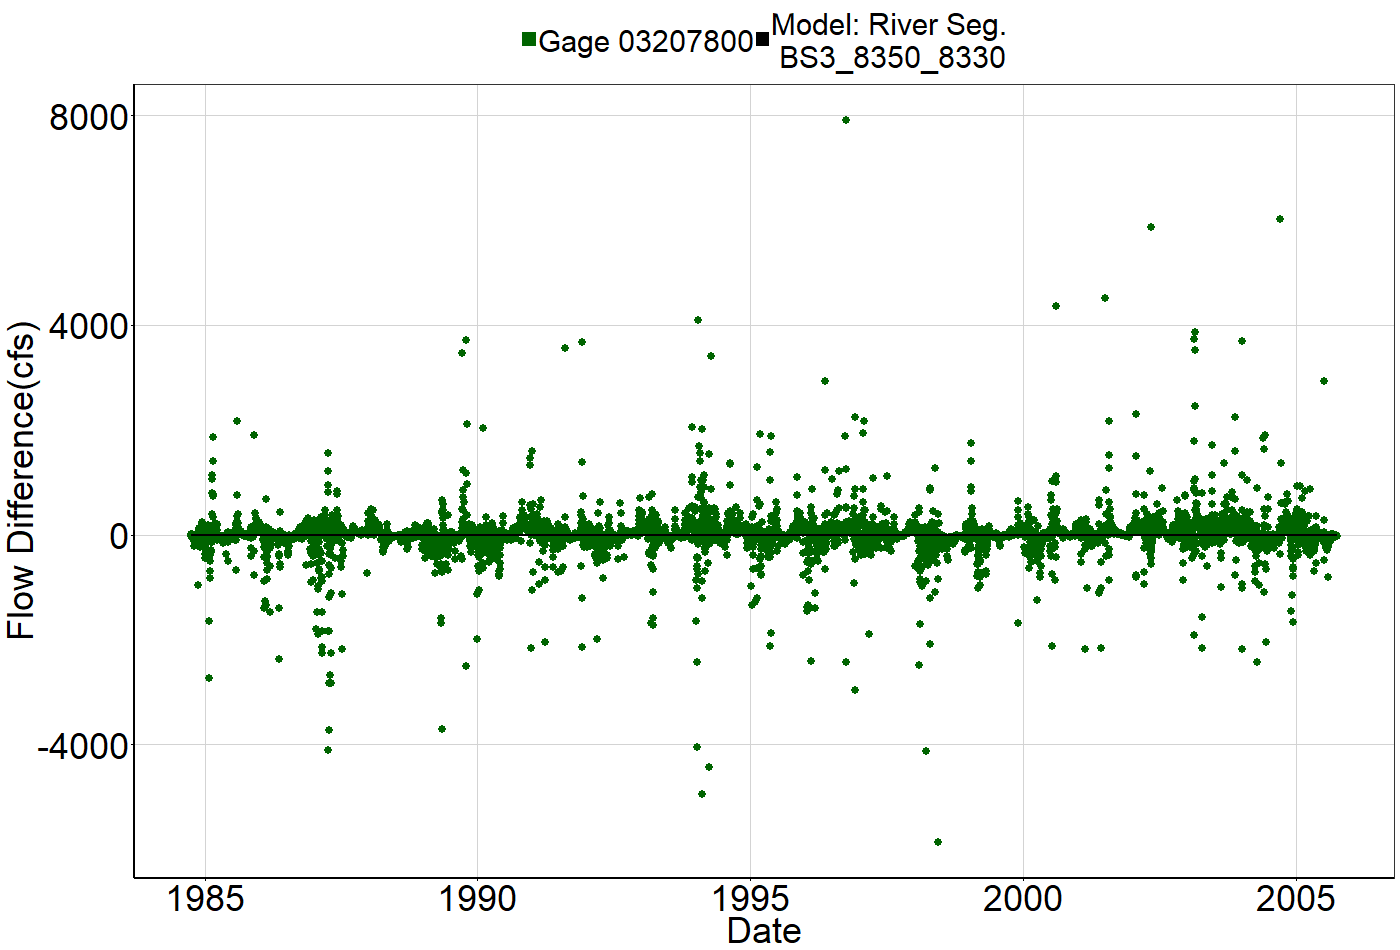 Gage 03207800
Model: River Seg.
BS3_8350_8330
8000
4000
0
-4000
Flow Difference(cfs)
1985 1990 1995 2000 2005
Date